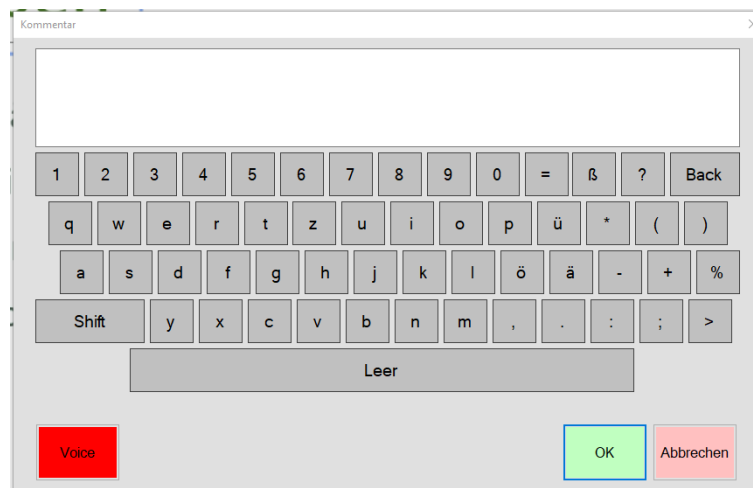 Kommentar
1 2 3 4 5 6 7 8 9 0 = ß ? Back
q w e r t z u i o p ü * ( )
a s d f g h j k l ö ä - + %
Shift y x c v b n m , . : ; >
Leer
Voice OK Abbrechen